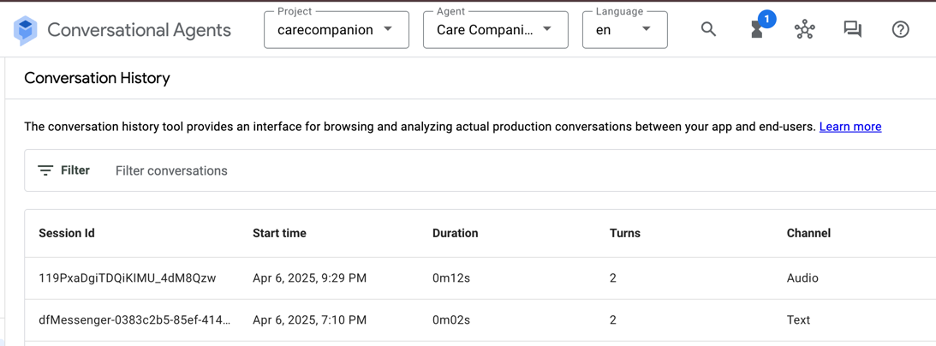 Conversational Agents
Project
carecompanion
Agent
Care Compani...
Language
en
1
Conversation History
The conversation history tool provides an interface for browsing and analyzing actual production conversations between your app and end-users. Learn more
Filter Filter conversations
Session Id Start time Duration Turns Channel
119PxaDgiTDQiKIMU_4dM8Qzw Apr 6, 2025, 9:29 PM 0m12s 2 Audio
dfMessenger-0383c2b5-85ef-414... Apr 6, 2025, 7:10 PM 0m02s 2 Text